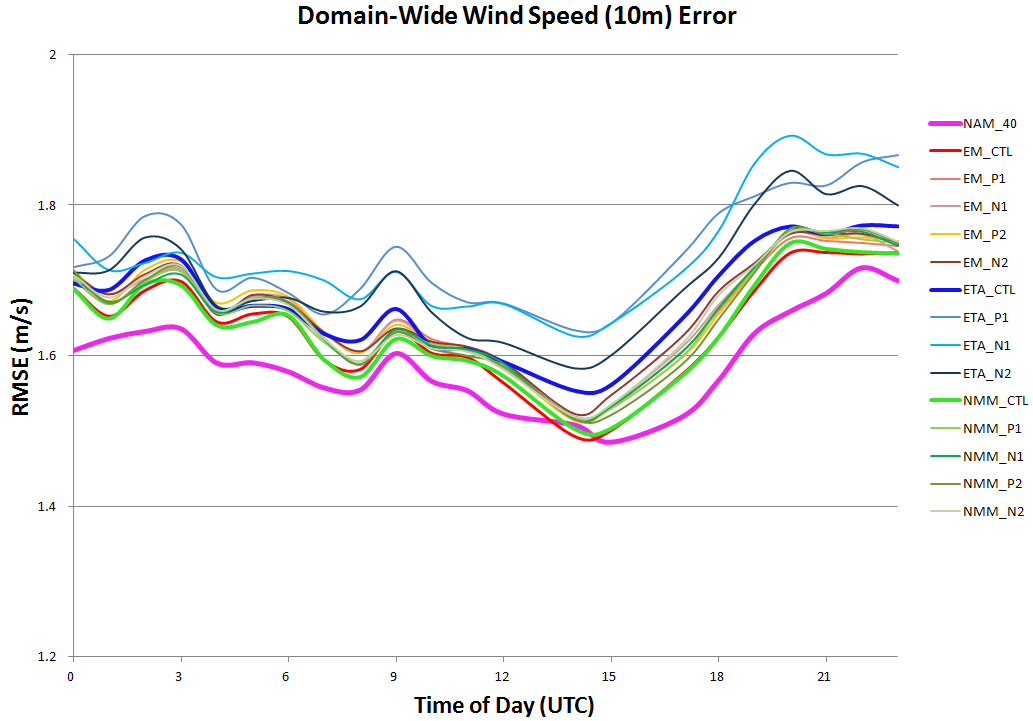 Domain-Wide Wind Speed (10m) Error
RMSE (m/s)
2
1.8
1.6
1.4
1.2
0
3
6
9
12
15
18
21
Time of Day (UTC)
NAM_40
EM_CTL
EM_P1
EM_N1
EM_P2
EM_N2
ETA_CTL
ETA_P1
ETA_N1
ETA_N2
NMM_CTL
NMM_P1
NMM_N1
NMM_P2
NMM_N2